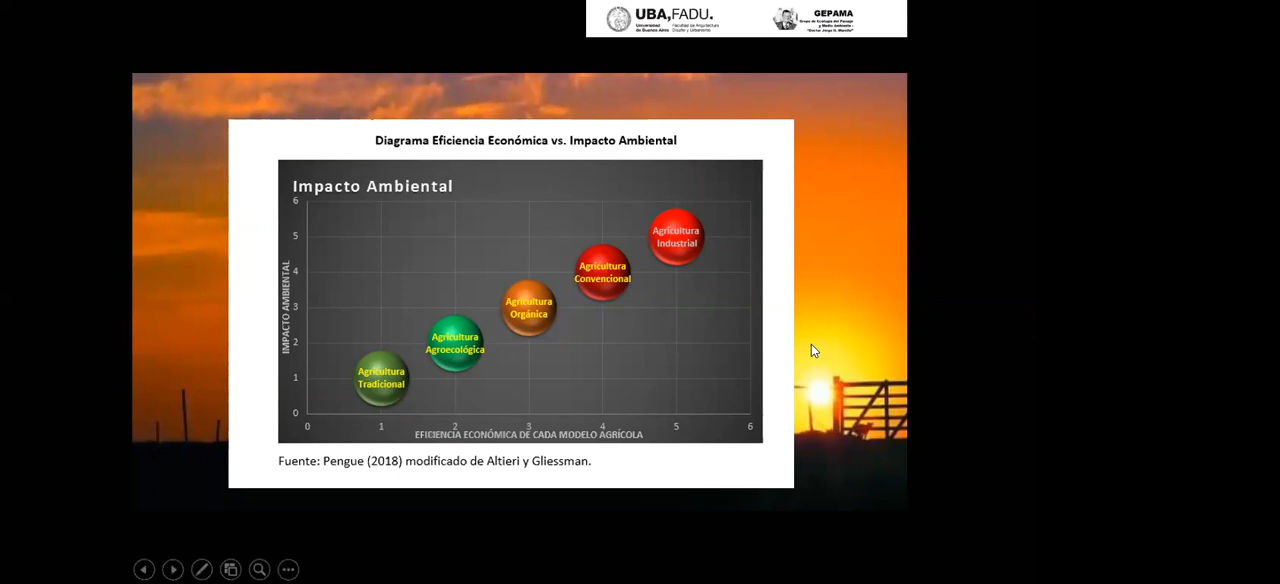 UBA,FADU.
Universidad
de Buenos Aires
Facultad de Arquitectura
Diseño y Urbanismo
GEPAMA
Grupo de Ecología del Paisaje
y Medio Ambiente -
Diagrama Eficiencia Económica vs. Impacto Ambiental
Impacto Ambiental
IMPACTO AMBIENTAL
6
5
4
3
2
1
0
Agricultura
Industrial
Agricultura
Convencional
Agricultura
Orgánica
Agricultura
Agroecológica
Agricultura
Tradicional
0 1 2 3 4 5 6
EFICIENCIA ECONÓMICA DE CADA MODELO AGRÍCOLA
Fuente: Pengue (2018) modificado de Altieri y Gliessman.